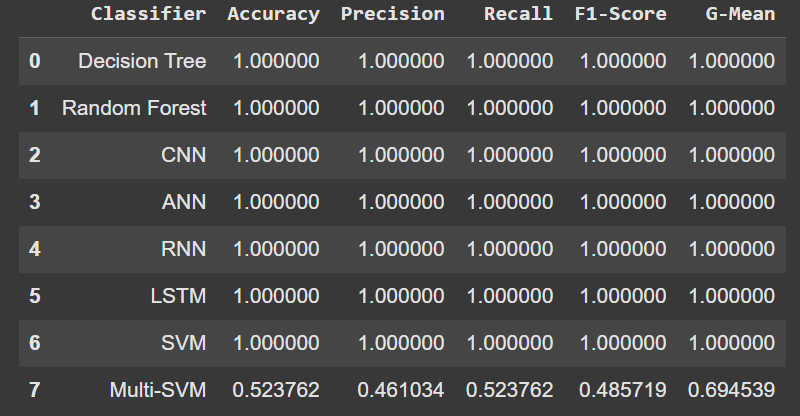 Classifier Accuracy Precision Recall F1-Score G-Mean
0 Decision Tree 1.000000 1.000000 1.000000 1.000000 1.000000
1 Random Forest 1.000000 1.000000 1.000000 1.000000 1.000000
2 CNN 1.000000 1.000000 1.000000 1.000000 1.000000
3 ANN 1.000000 1.000000 1.000000 1.000000 1.000000
4 RNN 1.000000 1.000000 1.000000 1.000000 1.000000
5 LSTM 1.000000 1.000000 1.000000 1.000000 1.000000
6 SVM 1.000000 1.000000 1.000000 1.000000 1.000000
7 Multi-SVM 0.523762 0.461034 0.523762 0.485719 0.694539